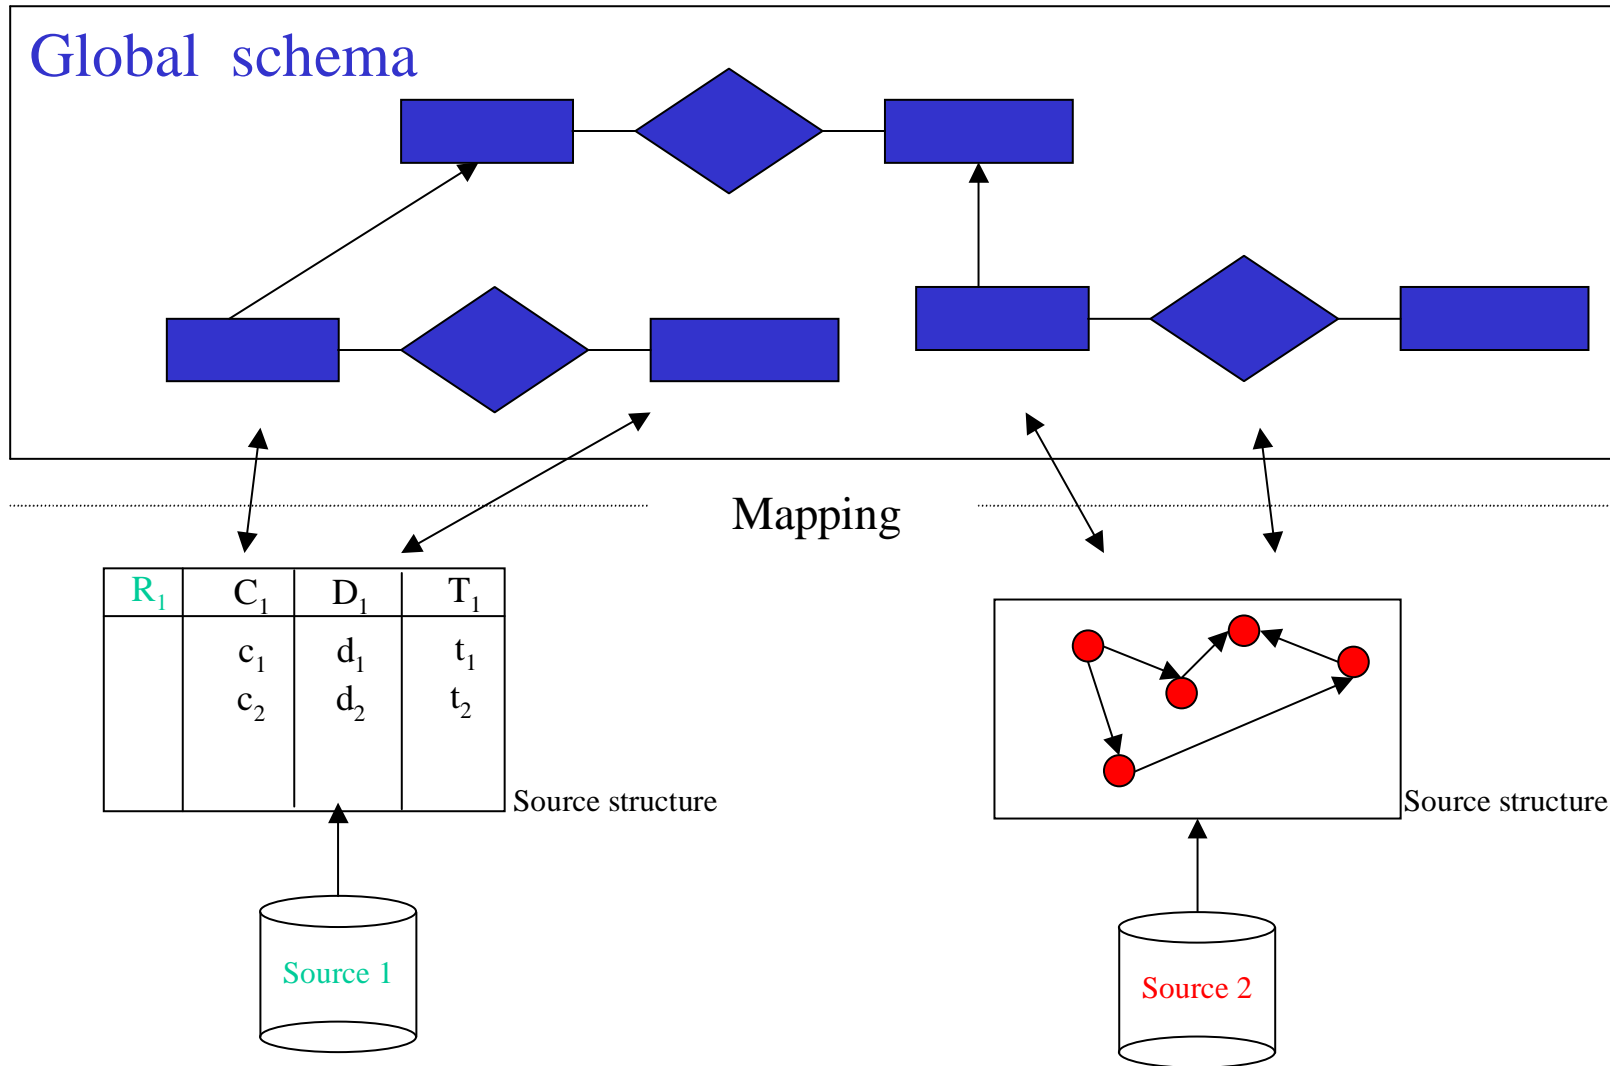 Global schema
Mapping
R₁ C₁ D₁ T₁
c₁ d₁ t₁
c₂ d₂ t₂
Source structure
Source structure
Source 1
Source 2